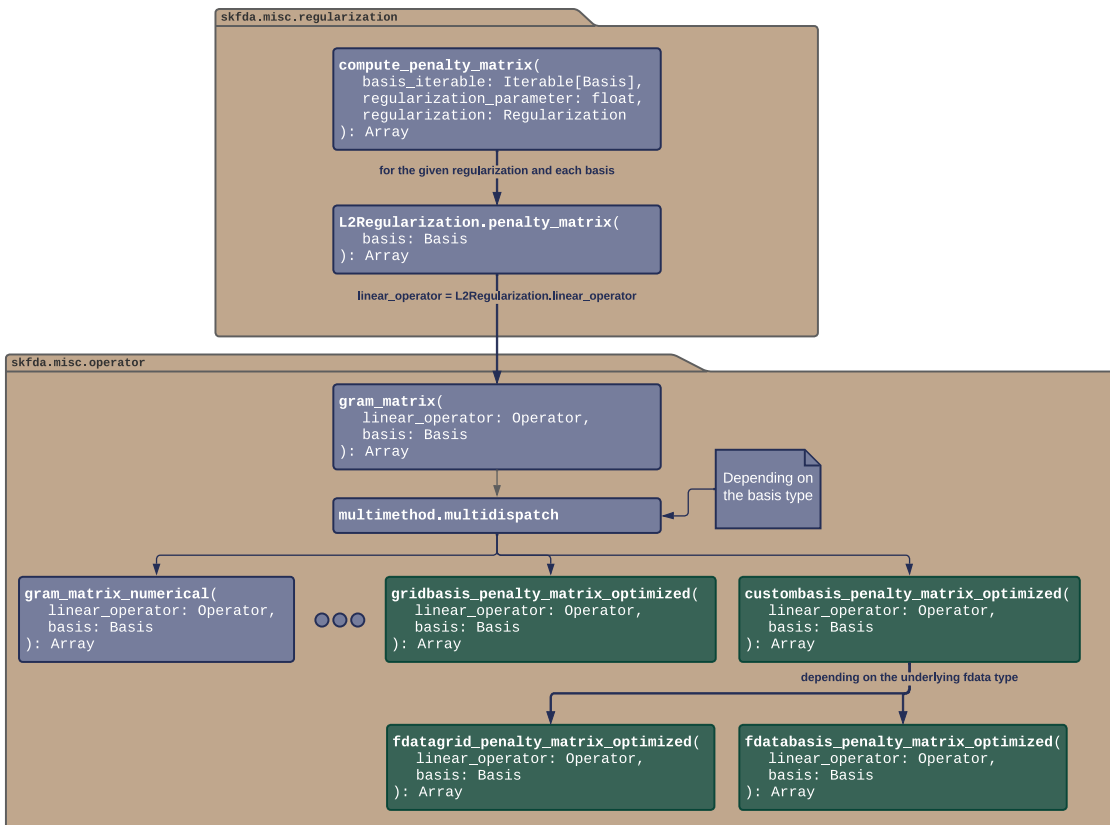 skfda.misc.regularization
compute_penalty_matrix(
basis_iterable: Iterable[Basis],
regularization_parameter: float,
regularization: Regularization
): Array
for the given regularization and each basis
L2Regularization.penalty_matrix(
basis: Basis
): Array
linear_operator = L2Regularization.linear_operator
skfda.misc.operator
gram_matrix(
linear_operator: Operator,
basis: Basis
): Array
Depending on
the basis type
multimethod.multidispatch
gram_matrix_numerical(
linear_operator: Operator,
basis: Basis
): Array
gridbasis_penalty_matrix_optimized(
linear_operator: Operator,
basis: Basis
): Array
custombasis_penalty_matrix_optimized(
linear_operator: Operator,
basis: Basis
): Array
depending on the underlying fdata type
fdatagrid_penalty_matrix_optimized(
linear_operator: Operator,
basis: Basis
): Array
fdatabasis_penalty_matrix_optimized(
linear_operator: Operator,
basis: Basis
): Array